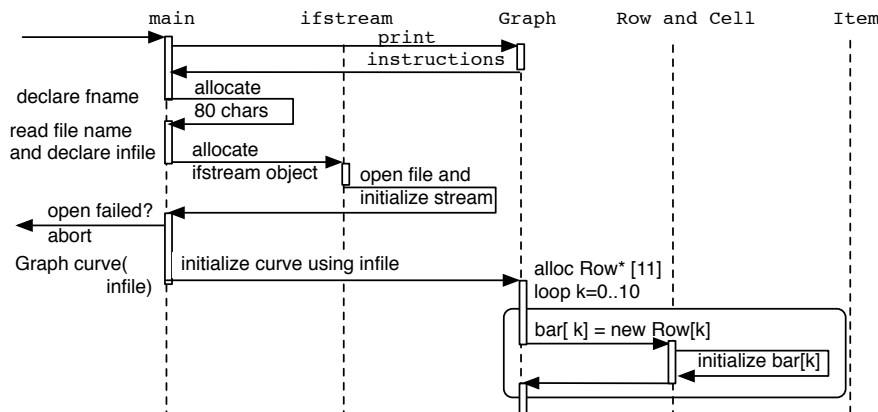 main ifstream Graph Row and Cell Item
print
instructions
declare fname
allocate
80 chars
read file name
and declare infile
allocate
ifstream object
open file and
initialize stream
open failed?
abort
Graph curve(
infile)
initialize curve using infile
alloc Row* [11]
loop k=0..10
bar[ k] = new Row[k]
initialize bar[k]